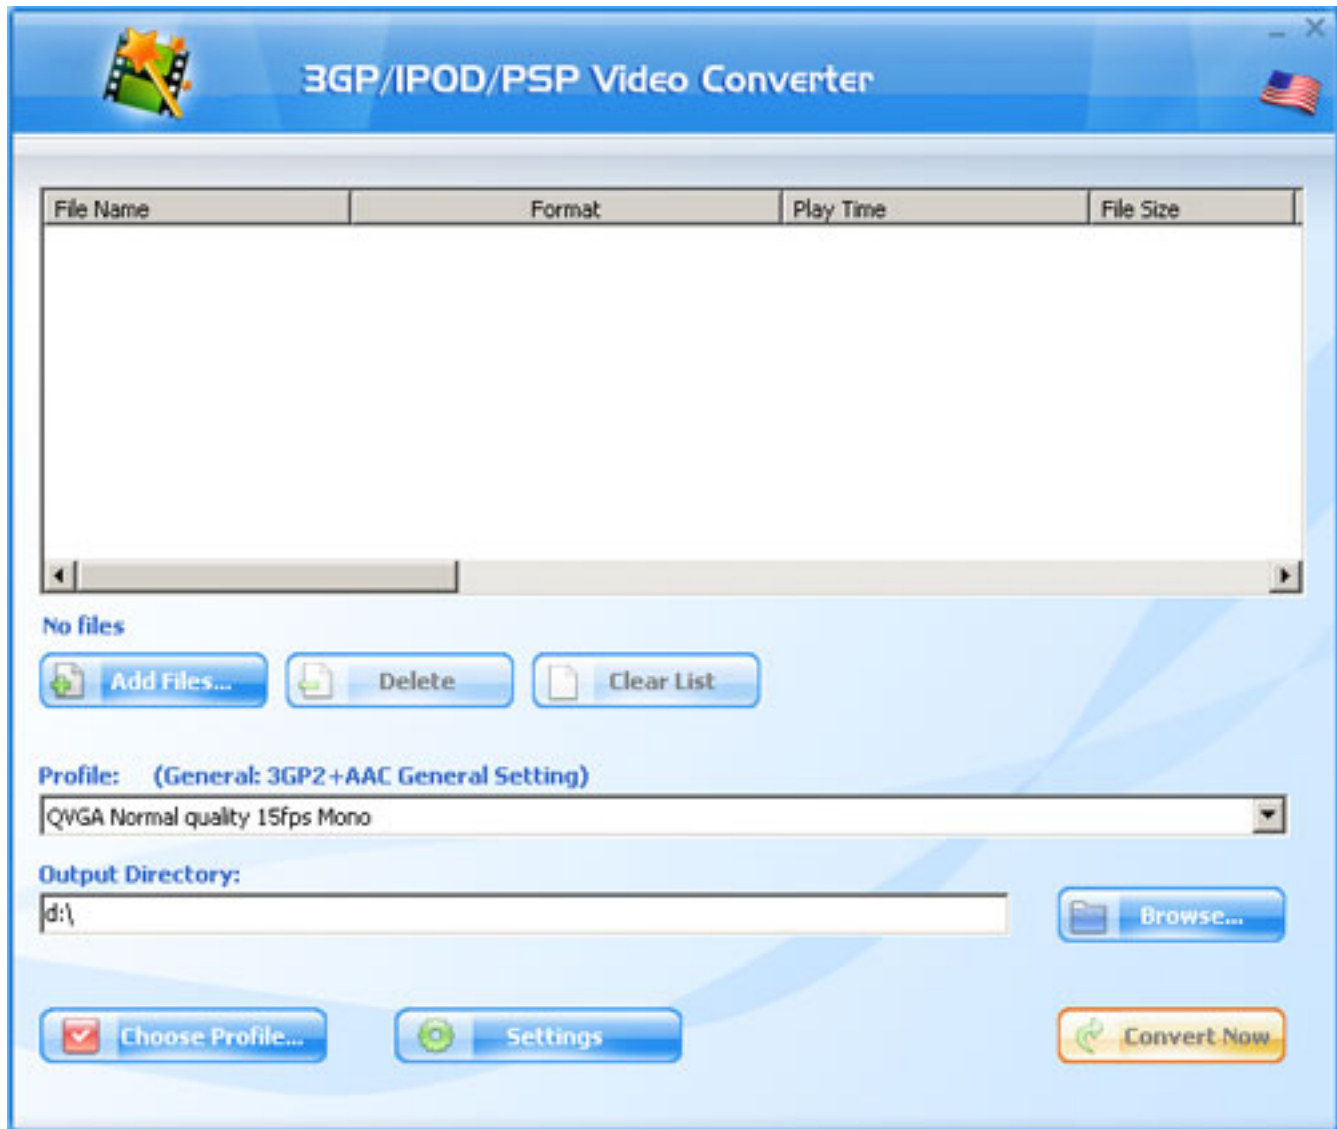 3GP/IPOD/PSP Video Converter
File Name Format Play Time File Size
No files
Add Files... Delete Clear List
Profile: (General: 3GP2+AAC General Setting)
QVGA Normal quality 15fps Mono
Output Directory:
d:\
Browse...
Choose Profile... Settings Convert Now